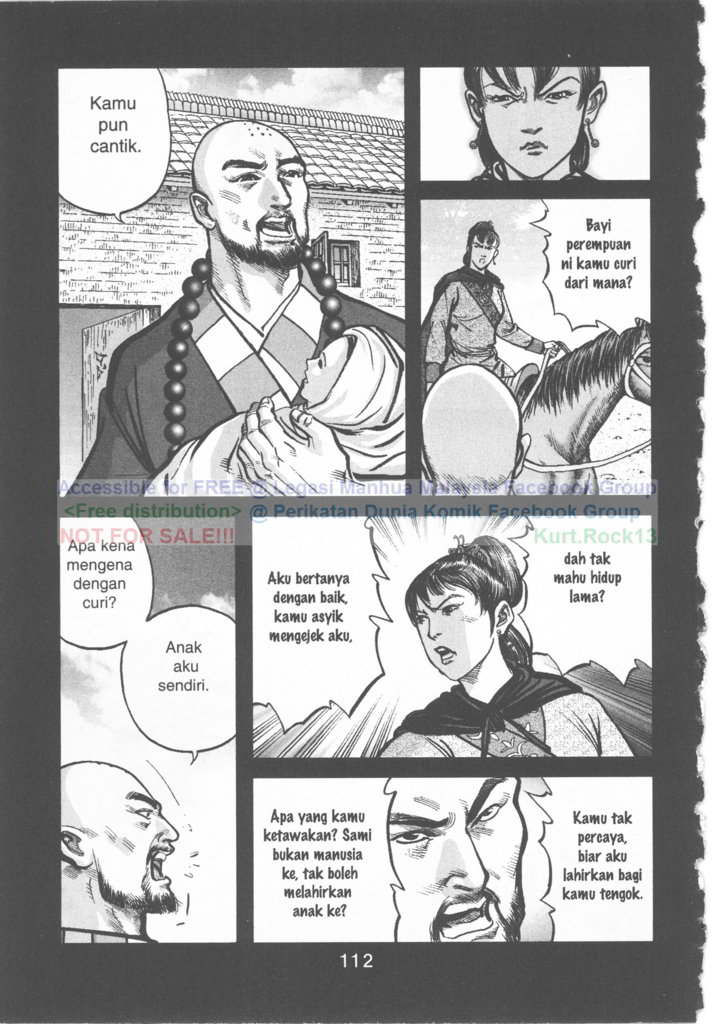 Kamu
pun
cantik.
Bayi
perempuan
ni kamu curi
dari mana?
Accessible for FREE @ Legasi Manhua Malaysia Facebook Group
<Free distribution> @ Perikatan Dunia Komik Facebook Group
NOT FOR SALE!!! Kurt.Rock13
Apa kena
mengena
dengan
curi?
Anak
aku
sendiri.
Aku bertanya
dengan baik,
kamu asyik
mengejek aku,
dah tak
mahu hidup
lama?
Apa yang kamu
ketawakan? Sami
bukan manusia
ke, tak boleh
melahirkan
anak ke?
Kamu tak
percaya,
biar aku
lahirkan bagi
kamu tengok.
112